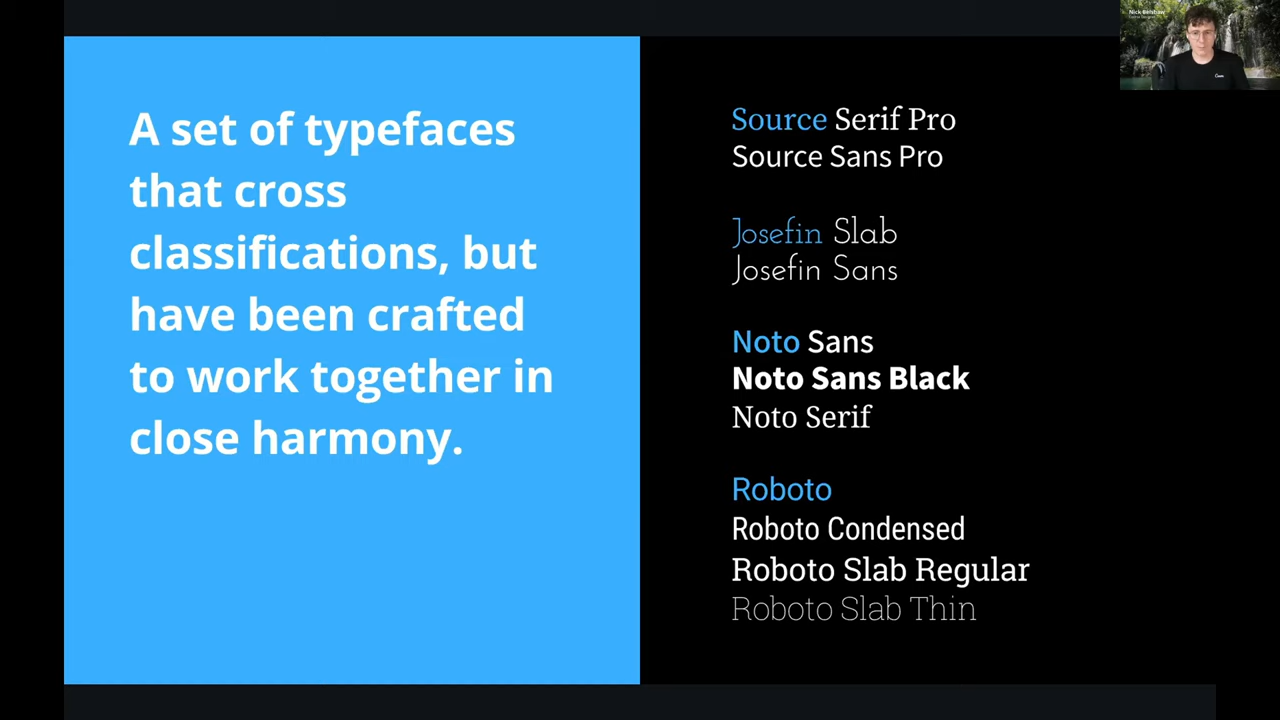 A set of typefaces
that cross
classifications, but
have been crafted
to work together in
close harmony.
Source Serif Pro
Source Sans Pro
Josefin Slab
Josefin Sans
Noto Sans
Noto Sans Black
Noto Serif
Roboto
Roboto Condensed
Roboto Slab Regular
Roboto Slab Thin